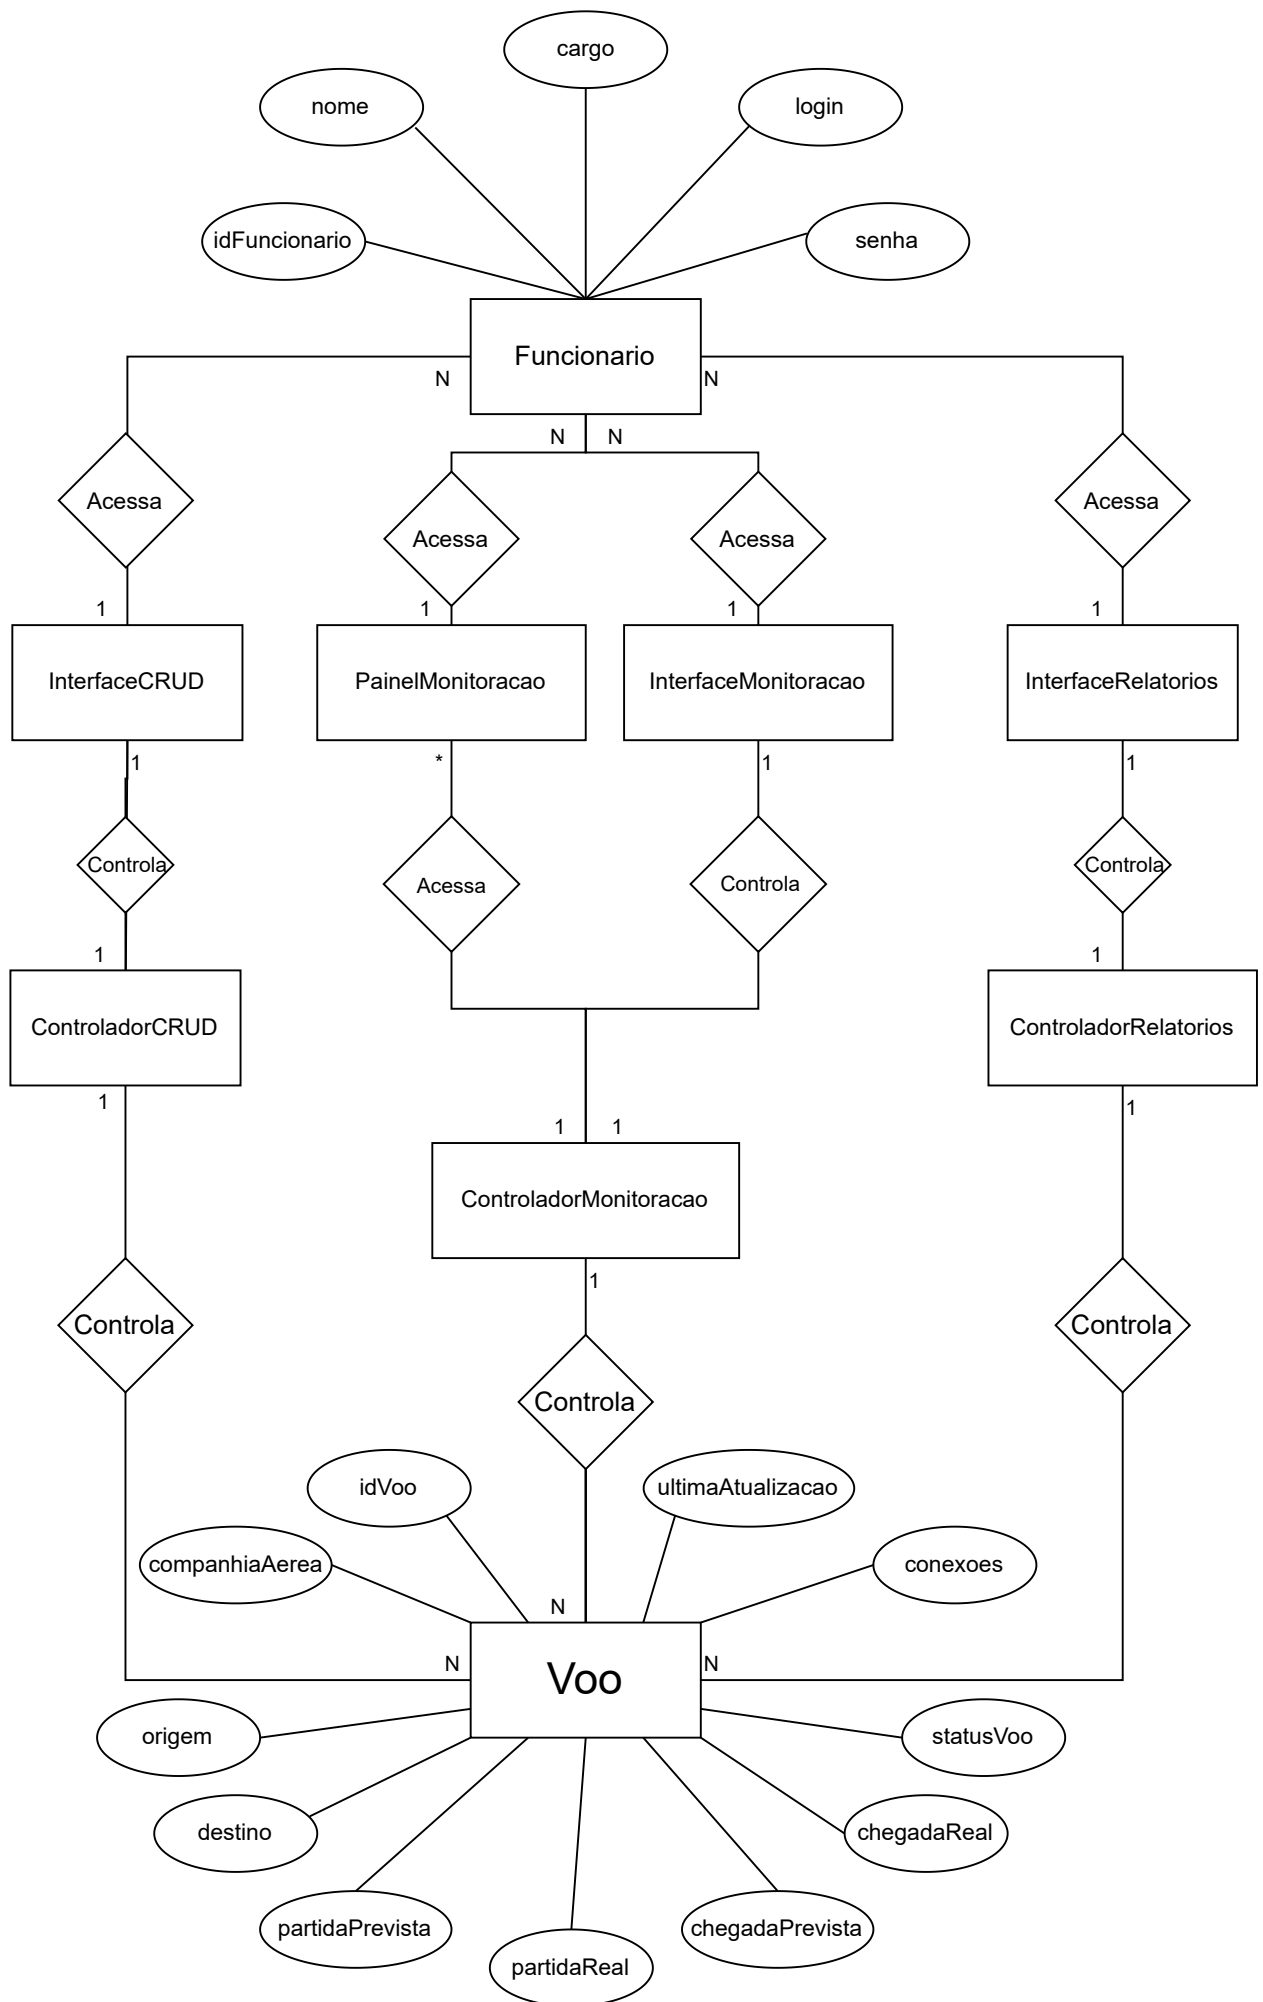 cargo
nome
login
idFuncionario
senha
Funcionario
N
N
N
N
Acessa
Acessa
Acessa
Acessa
1
1
1
1
InterfaceCRUD
PainelMonitoracao
InterfaceMonitoracao
InterfaceRelatorios
1
*
1
1
Controla
Acessa
Controla
Controla
1
1
ControladorCRUD
ControladorRelatorios
1
1
1
1
ControladorMonitoracao
1
Controla
Controla
Controla
idVoo
ultimaAtualizacao
companhiaAerea
conexoes
N
N
Voo
N
origem
statusVoo
destino
chegadaReal
partidaPrevista
chegadaPrevista
partidaReal